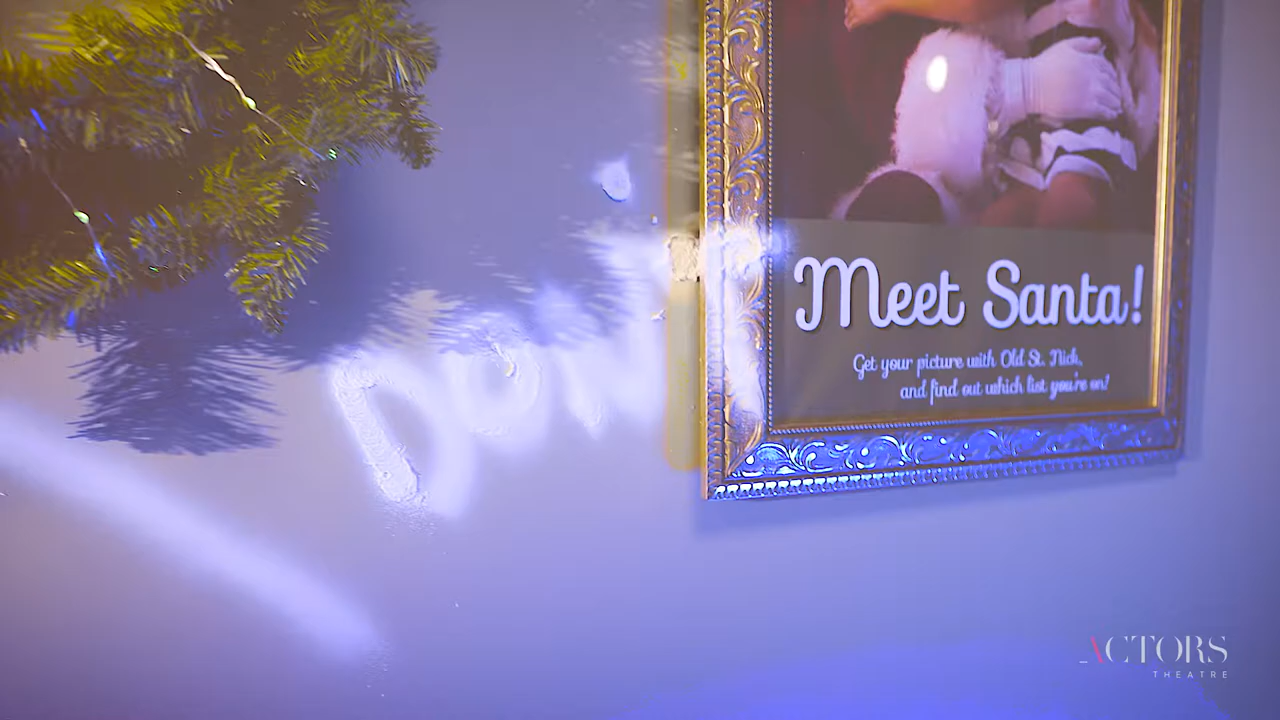 Meet Santa!
Get your picture with Old St. Nick,
and find out which list you're on!
ACTORS
THEATRE